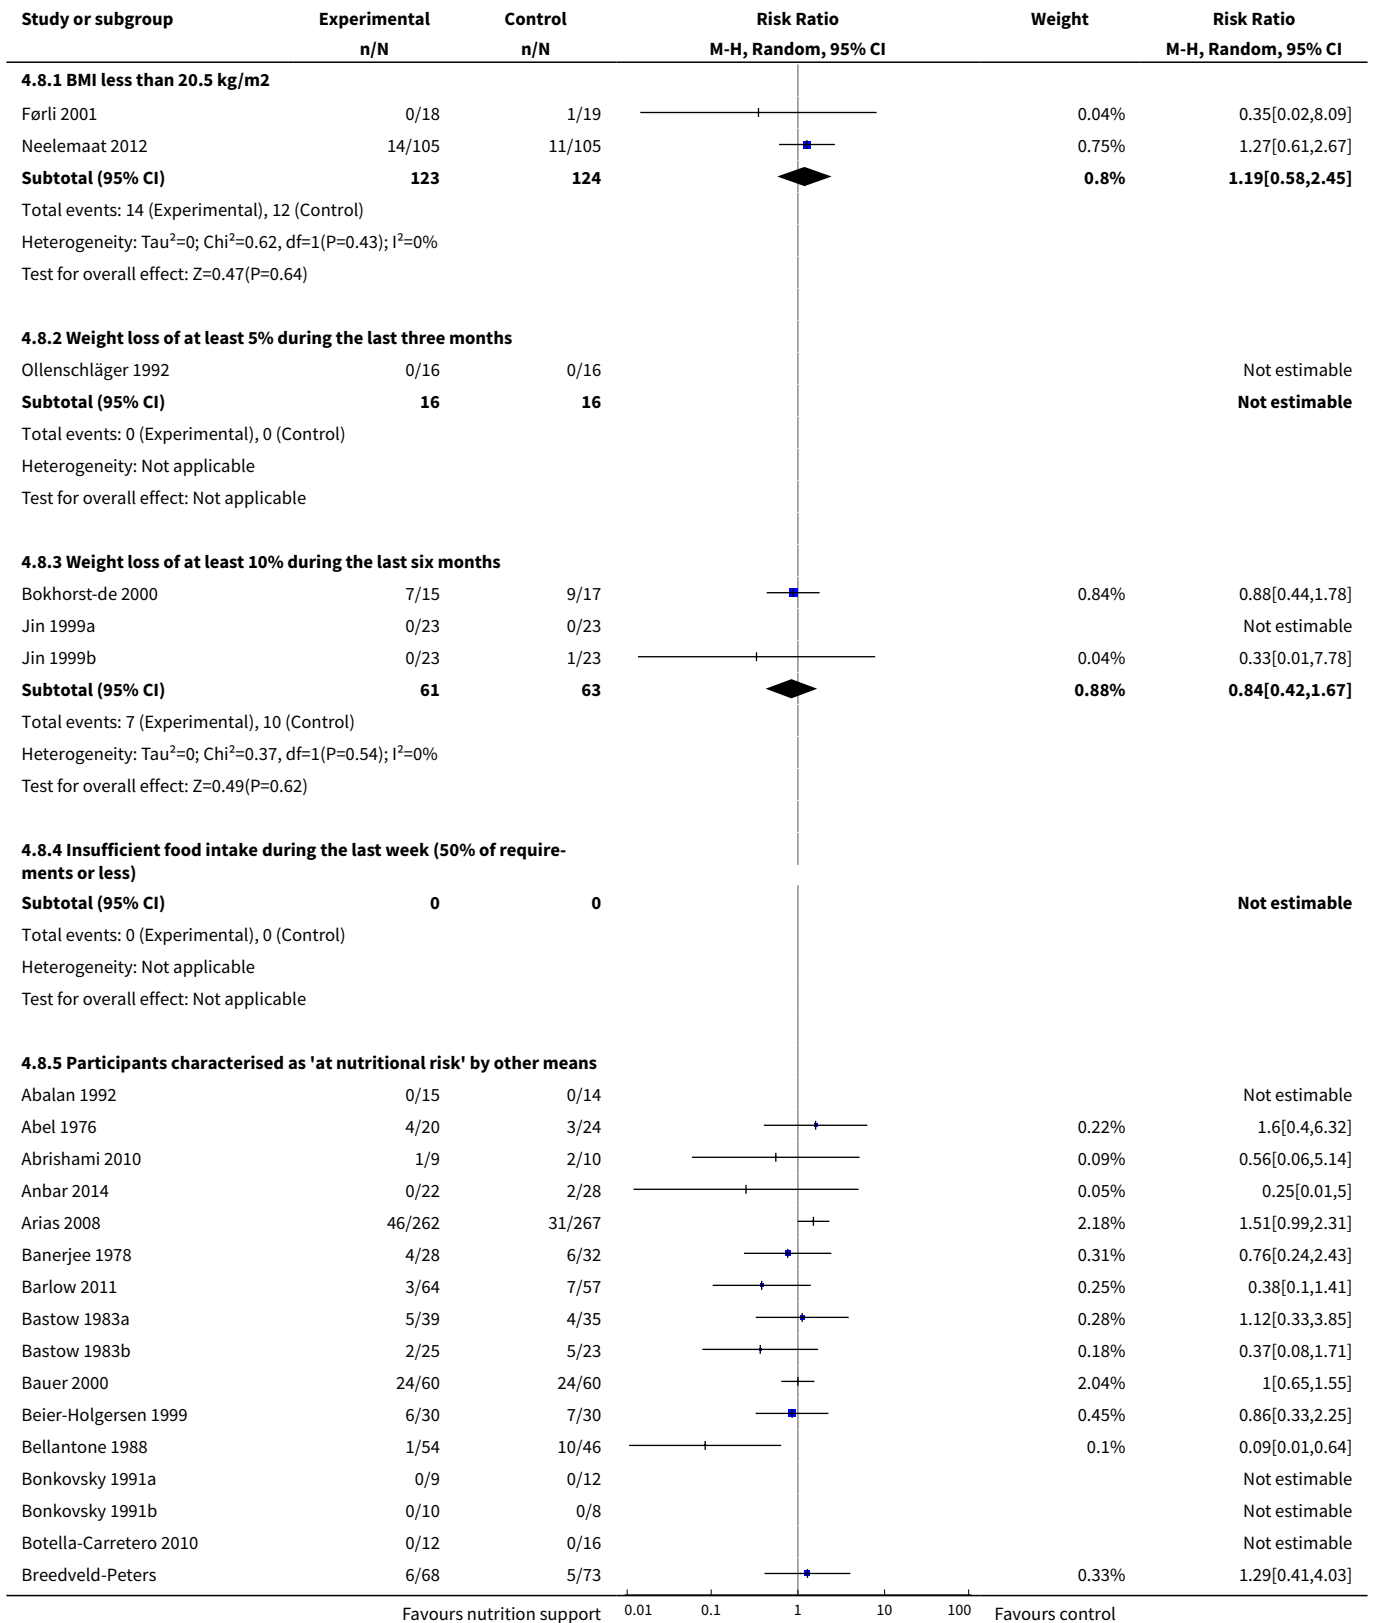 Study or subgroup Experimental Control Risk Ratio Weight Risk Ratio
n/N n/N M-H, Random, 95% CI M-H, Random, 95% CI
4.8.1 BMI less than 20.5 kg/m2
Førli 2001 0/18 1/19 0.04% 0.35[0.02,8.09]
Neelemaat 2012 14/105 11/105 0.75% 1.27[0.61,2.67]
Subtotal (95% CI) 123 124 0.8% 1.19[0.58,2.45]
Total events: 14 (Experimental), 12 (Control)
Heterogeneity: Tau²=0; Chi²=0.62, df=1(P=0.43); I²=0%
Test for overall effect: Z=0.47(P=0.64)
4.8.2 Weight loss of at least 5% during the last three months
Ollenschläger 1992 0/16 0/16 Not estimable
Subtotal (95% CI) 16 16 Not estimable
Total events: 0 (Experimental), 0 (Control)
Heterogeneity: Not applicable
Test for overall effect: Not applicable
4.8.3 Weight loss of at least 10% during the last six months
Bokhorst-de 2000 7/15 9/17 0.84% 0.88[0.44,1.78]
Jin 1999a 0/23 0/23 Not estimable
Jin 1999b 0/23 1/23 0.04% 0.33[0.01,7.78]
Subtotal (95% CI) 61 63 0.88% 0.84[0.42,1.67]
Total events: 7 (Experimental), 10 (Control)
Heterogeneity: Tau²=0; Chi²=0.37, df=1(P=0.54); I²=0%
Test for overall effect: Z=0.49(P=0.62)
4.8.4 Insufficient food intake during the last week (50% of require-
ments or less)
Subtotal (95% CI) 0 0 Not estimable
Total events: 0 (Experimental), 0 (Control)
Heterogeneity: Not applicable
Test for overall effect: Not applicable
4.8.5 Participants characterised as 'at nutritional risk' by other means
Abalan 1992 0/15 0/14 Not estimable
Abel 1976 4/20 3/24 0.22% 1.6[0.4,6.32]
Abrishami 2010 1/9 2/10 0.09% 0.56[0.06,5.14]
Anbar 2014 0/22 2/28 0.05% 0.25[0.01,5]
Arias 2008 46/262 31/267 2.18% 1.51[0.99,2.31]
Banerjee 1978 4/28 6/32 0.31% 0.76[0.24,2.43]
Barlow 2011 3/64 7/57 0.25% 0.38[0.1,1.41]
Bastow 1983a 5/39 4/35 0.28% 1.12[0.33,3.85]
Bastow 1983b 2/25 5/23 0.18% 0.37[0.08,1.71]
Bauer 2000 24/60 24/60 2.04% 1[0.65,1.55]
Beier-Holgersen 1999 6/30 7/30 0.45% 0.86[0.33,2.25]
Bellantone 1988 1/54 10/46 0.1% 0.09[0.01,0.64]
Bonkovsky 1991a 0/9 0/12 Not estimable
Bonkovsky 1991b 0/10 0/8 Not estimable
Botella-Carretero 2010 0/12 0/16 Not estimable
Breedveld-Peters 6/68 5/73 0.33% 1.29[0.41,4.03]
Favours nutrition support 0.01 0.1 1 10 100 Favours control